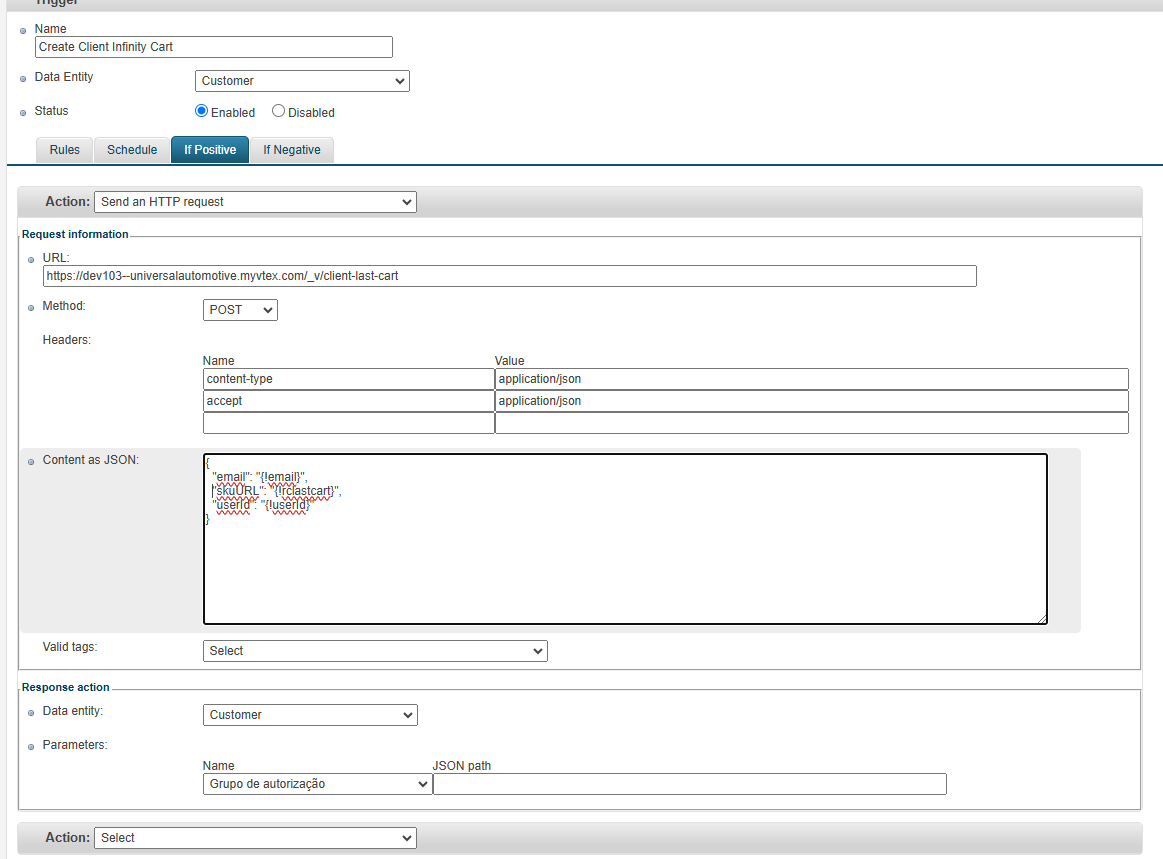 Trigger
Name
Create Client Infinity Cart
Data Entity
Customer
Status
Enabled Disabled
Rules Schedule If Positive If Negative
Action: Send an HTTP request
Request information
URL:
https://dev103--universalautomotive.myvtex.com/_v/client-last-cart
Method:
POST
Headers:
Name Value
content-type application/json
accept application/json
Content as JSON:
{
"email": "{!email}",
"skuURL": "{!rclastcart}",
"userId": "{!userId}"
}
Valid tags:
Select
Response action
Data entity:
Customer
Parameters:
Name JSON path
Grupo de autorização
Action: Select